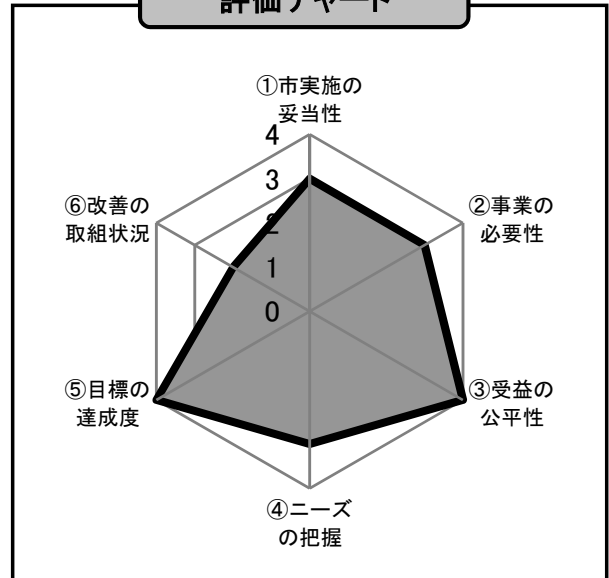 評価チャート
①市実施の
妥当性
4
3
2
1
0
②事業の
必要性
③受益の
公平性
④ニーズ
の把握
⑤目標の
達成度
⑥改善の
取組状況